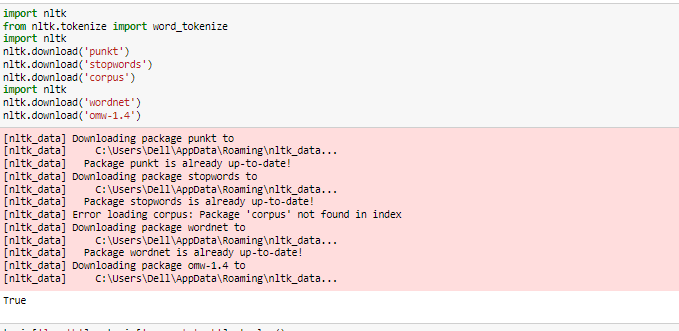 import nltk
from nltk.tokenize import word_tokenize
import nltk
nltk.download('punkt')
nltk.download('stopwords')
nltk.download('corpus')
import nltk
nltk.download('wordnet')
nltk.download('omw-1.4')
[nltk_data] Downloading package punkt to
[nltk_data]     C:\Users\Dell\AppData\Roaming\nltk_data...
[nltk_data]   Package punkt is already up-to-date!
[nltk_data] Downloading package stopwords to
[nltk_data]     C:\Users\Dell\AppData\Roaming\nltk_data...
[nltk_data]   Package stopwords is already up-to-date!
[nltk_data] Error loading corpus: Package 'corpus' not found in index
[nltk_data] Downloading package wordnet to
[nltk_data]     C:\Users\Dell\AppData\Roaming\nltk_data...
[nltk_data]   Package wordnet is already up-to-date!
[nltk_data] Downloading package omw-1.4 to
[nltk_data]     C:\Users\Dell\AppData\Roaming\nltk_data...
True